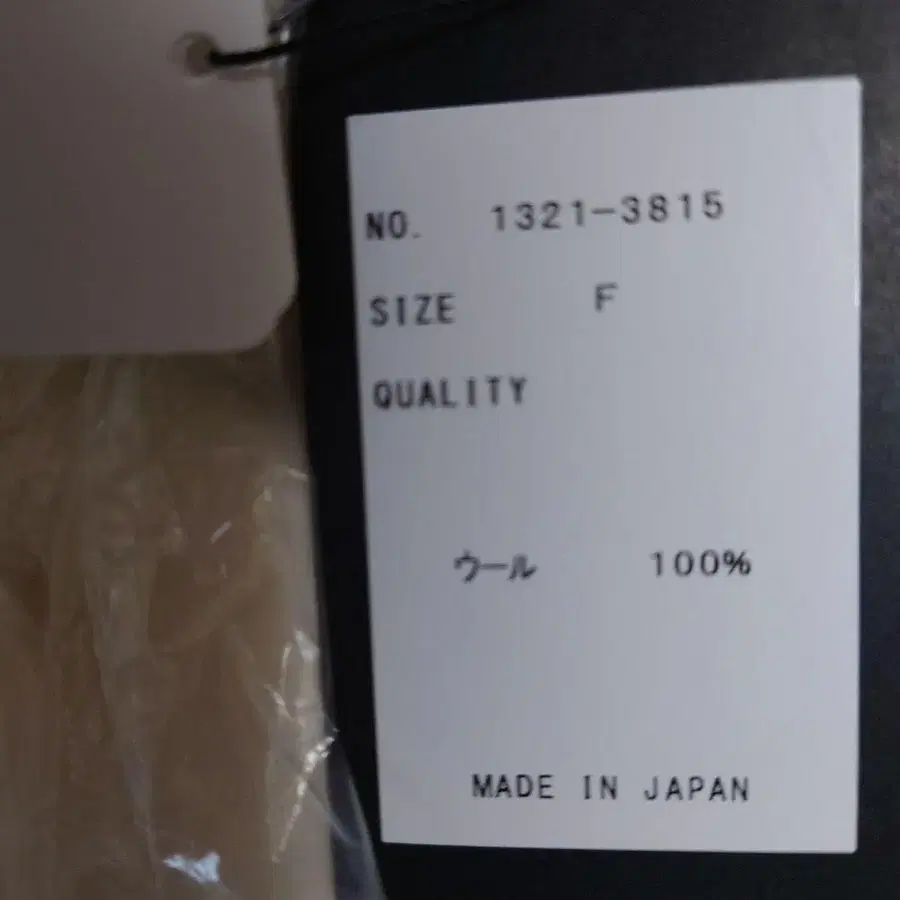 NO. 1321-3815
SIZE F
QUALITY
ウール 100%
MADE IN JAPAN